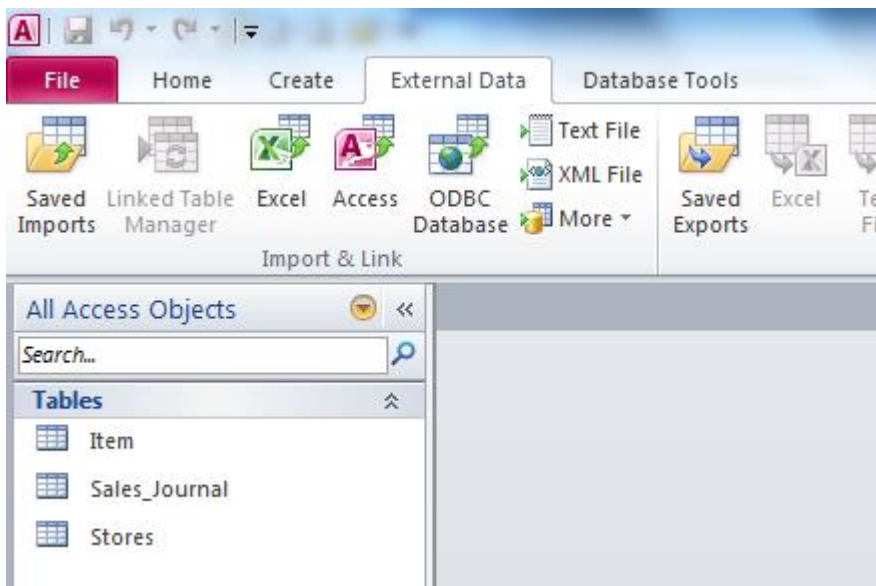 File Home Create External Data Database Tools
Saved Imports
Linked Table Manager
Excel
Access
ODBC Database
Text File
XML File
More
Saved Exports
Excel
Import & Link
All Access Objects
Search...
Tables
Item
Sales_Journal
Stores